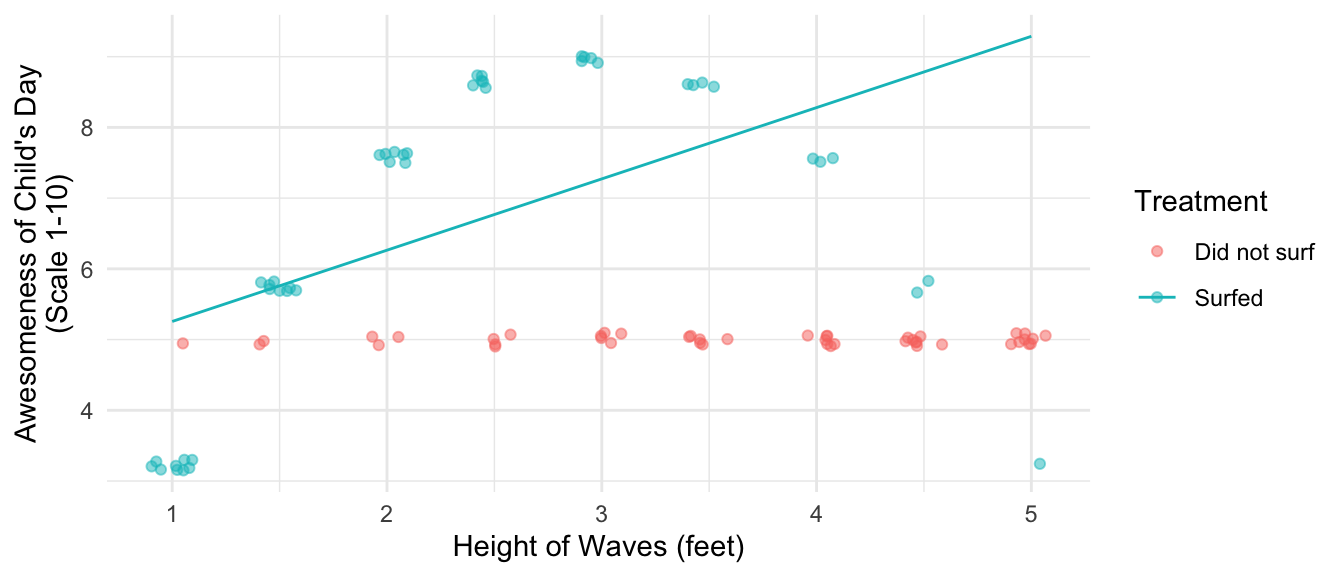 Awesomeness of Child's Day
(Scale 1-10)
8
6
4
1 2 3 4 5
Height of Waves (feet)
Treatment
Did not surf
Surfed